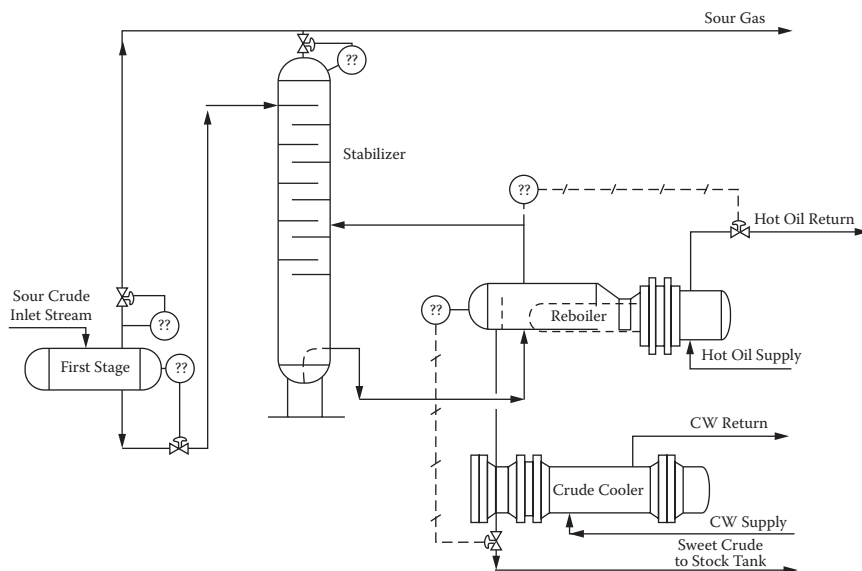 Sour Gas
??
Stabilizer
??
Hot Oil Return
Sour Crude
Inlet Stream
??
??
Reboiler
First Stage
??
Hot Oil Supply
CW Return
Crude Cooler
CW Supply
Sweet Crude
to Stock Tank